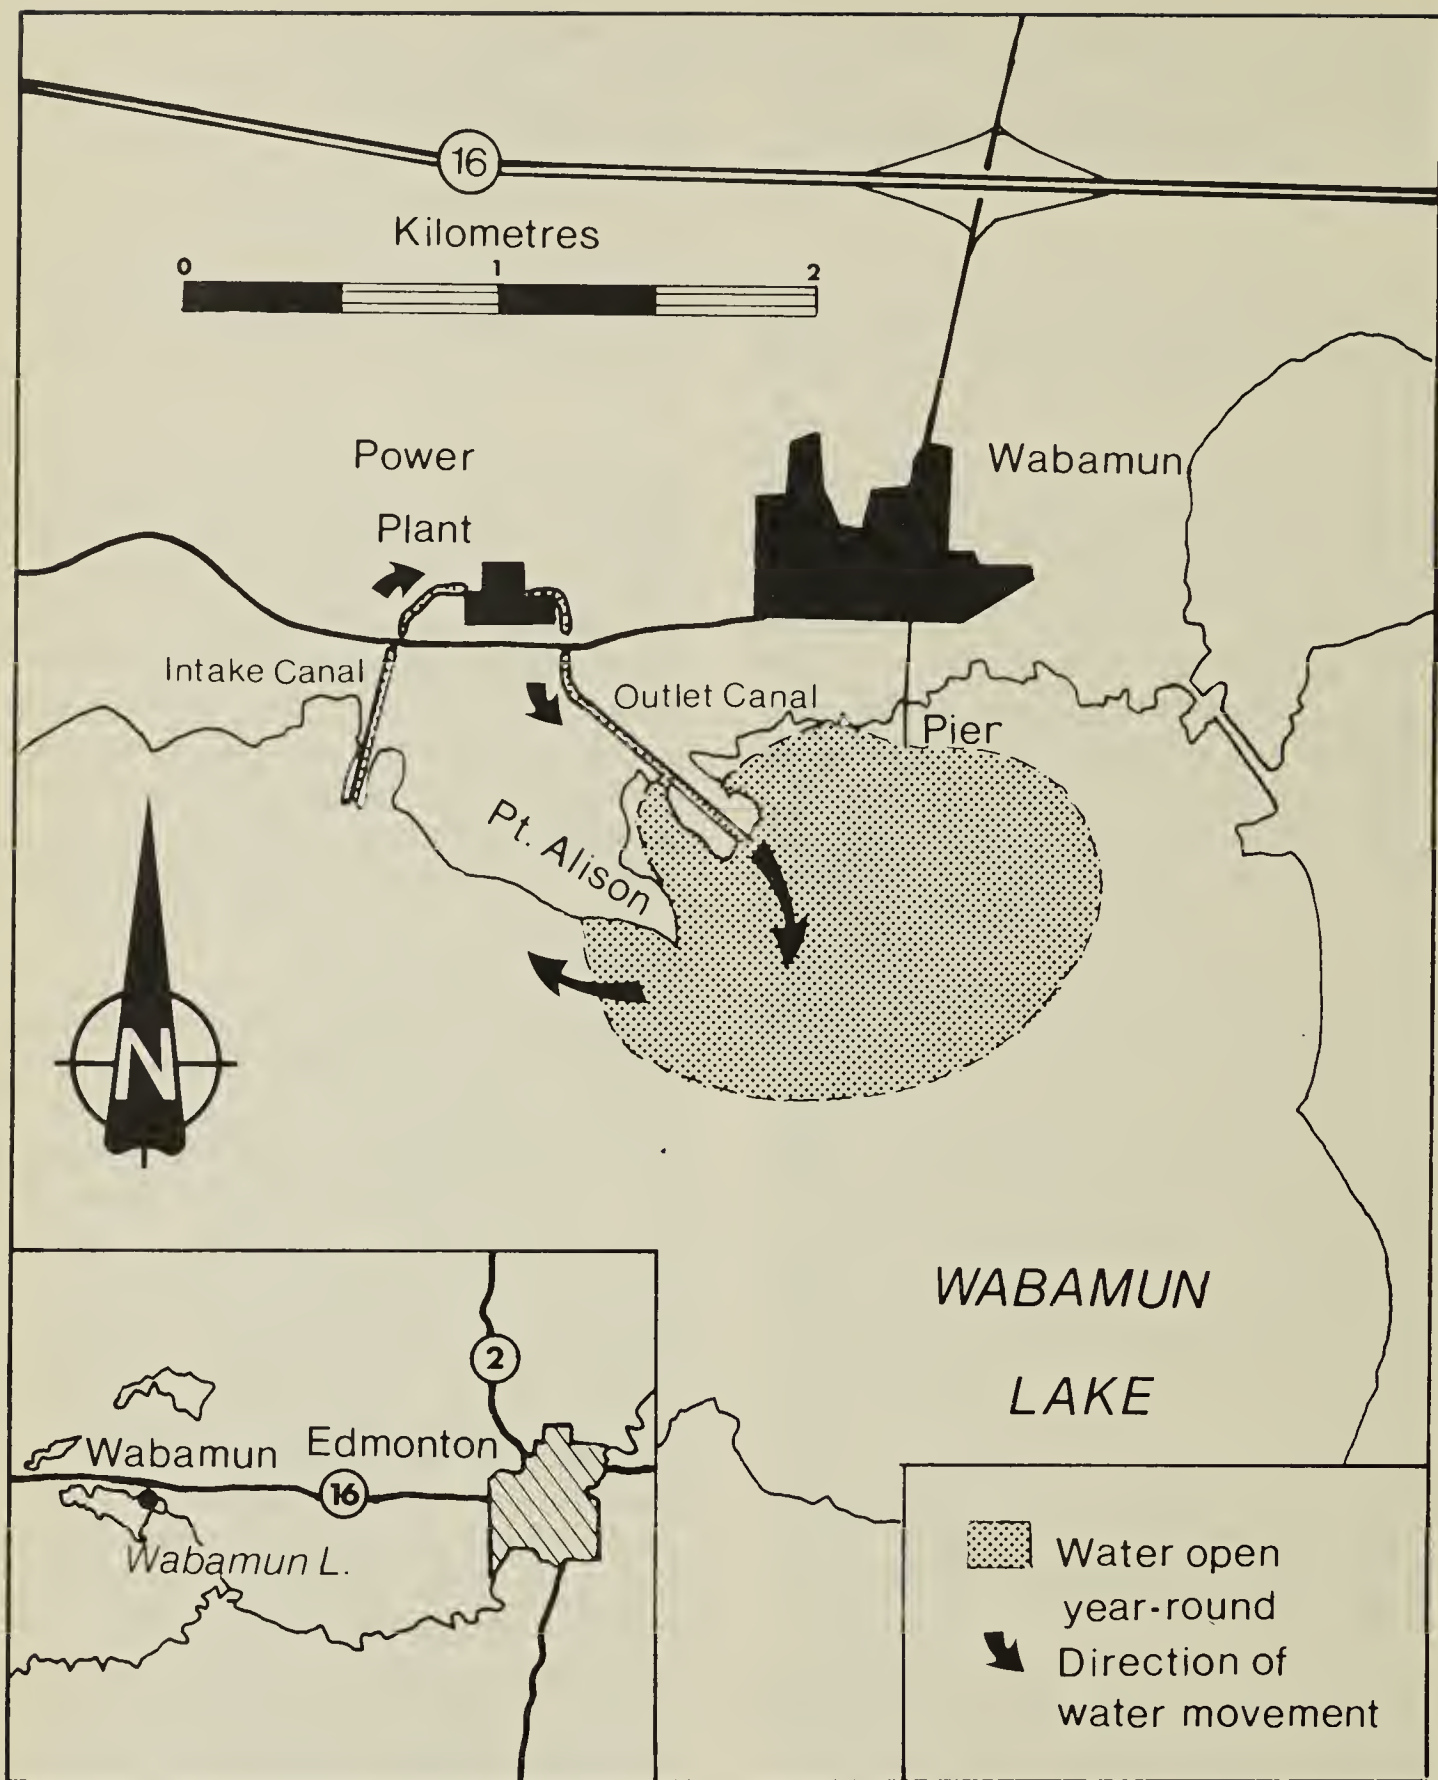 16
Kilometres
0 1 2
Power
Plant
Wabamun
Intake Canal
Outlet Canal
Pier
Pt. Alison
N
WABAMUN
LAKE
2
Wabamun
Edmonton
16
Wabamun L.
Water open
year-round
Direction of
water movement